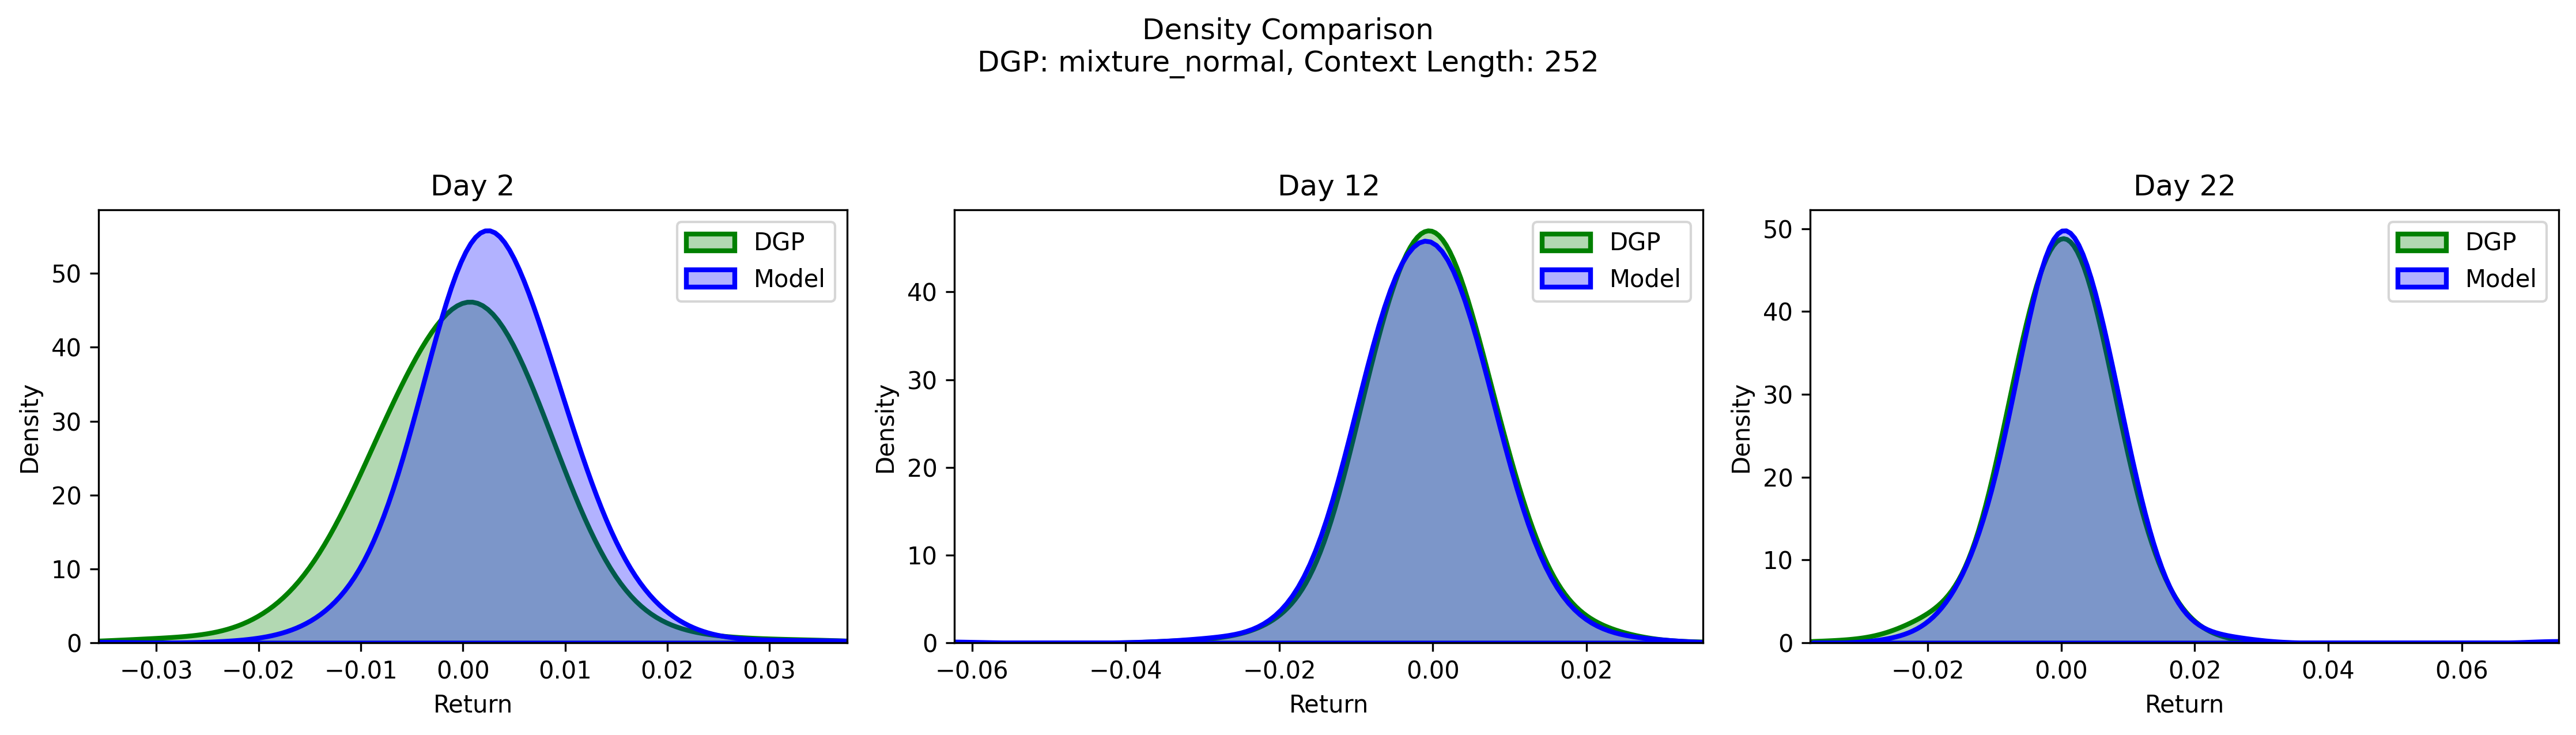 Density Comparison
DGP: mixture_normal, Context Length: 252
Day 2
DGP
Model
Density
50
40
30
20
10
0
−0.03 −0.02 −0.01 0.00 0.01 0.02 0.03
Return
Day 12
DGP
Model
Density
40
30
20
10
0
−0.06 −0.04 −0.02 0.00 0.02
Return
Day 22
DGP
Model
Density
50
40
30
20
10
0
−0.02 0.00 0.02 0.04 0.06
Return